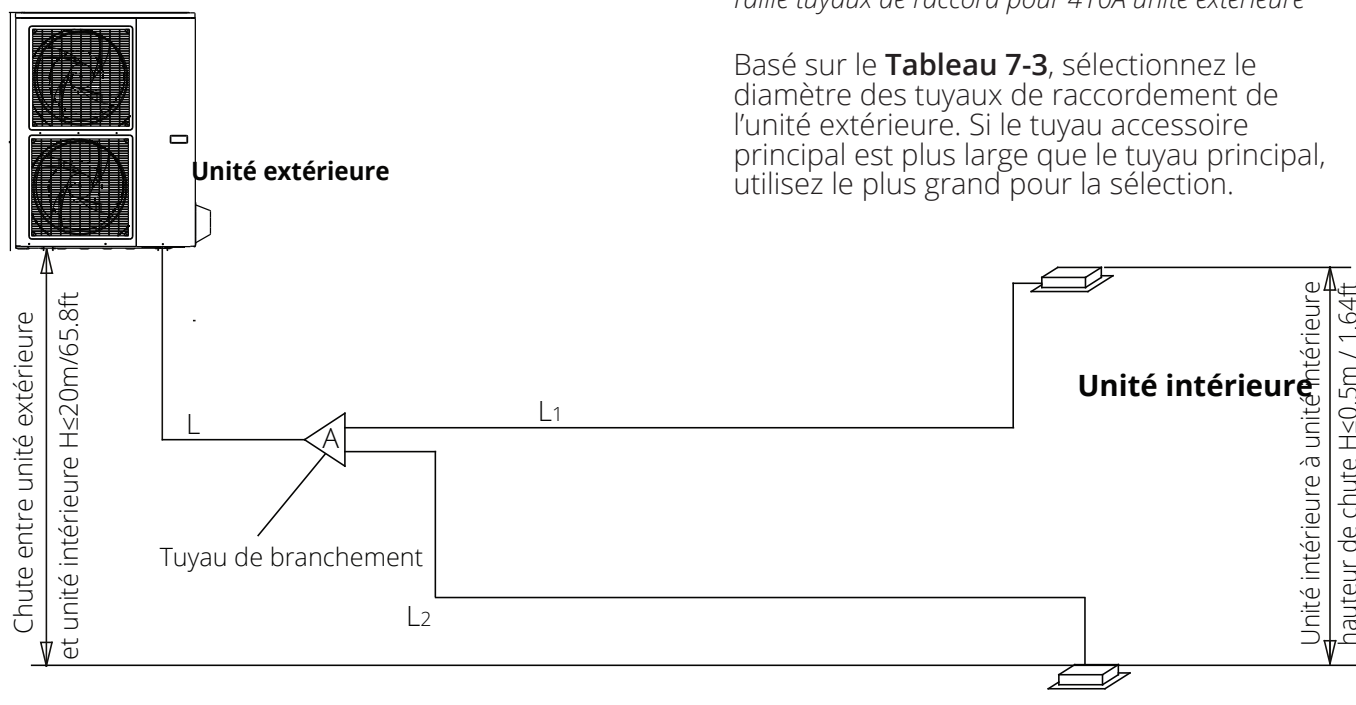 Taille tuyaux de raccord pour 410A unité extérieure
Basé sur le Tableau 7-3, sélectionnez le
diamètre des tuyaux de raccordement de
l’unité extérieure. Si le tuyau accessoire
principal est plus large que le tuyau principal,
utilisez le plus grand pour la sélection.
Unité extérieure
Chute entre unité extérieure
et unité intérieure H≤20m/65.8ft
L
A
L1
Tuyau de branchement
L2
Unité intérieure
Unité intérieure à unité intérieure
hauteur de chute H≤0.5m / 1.64ft